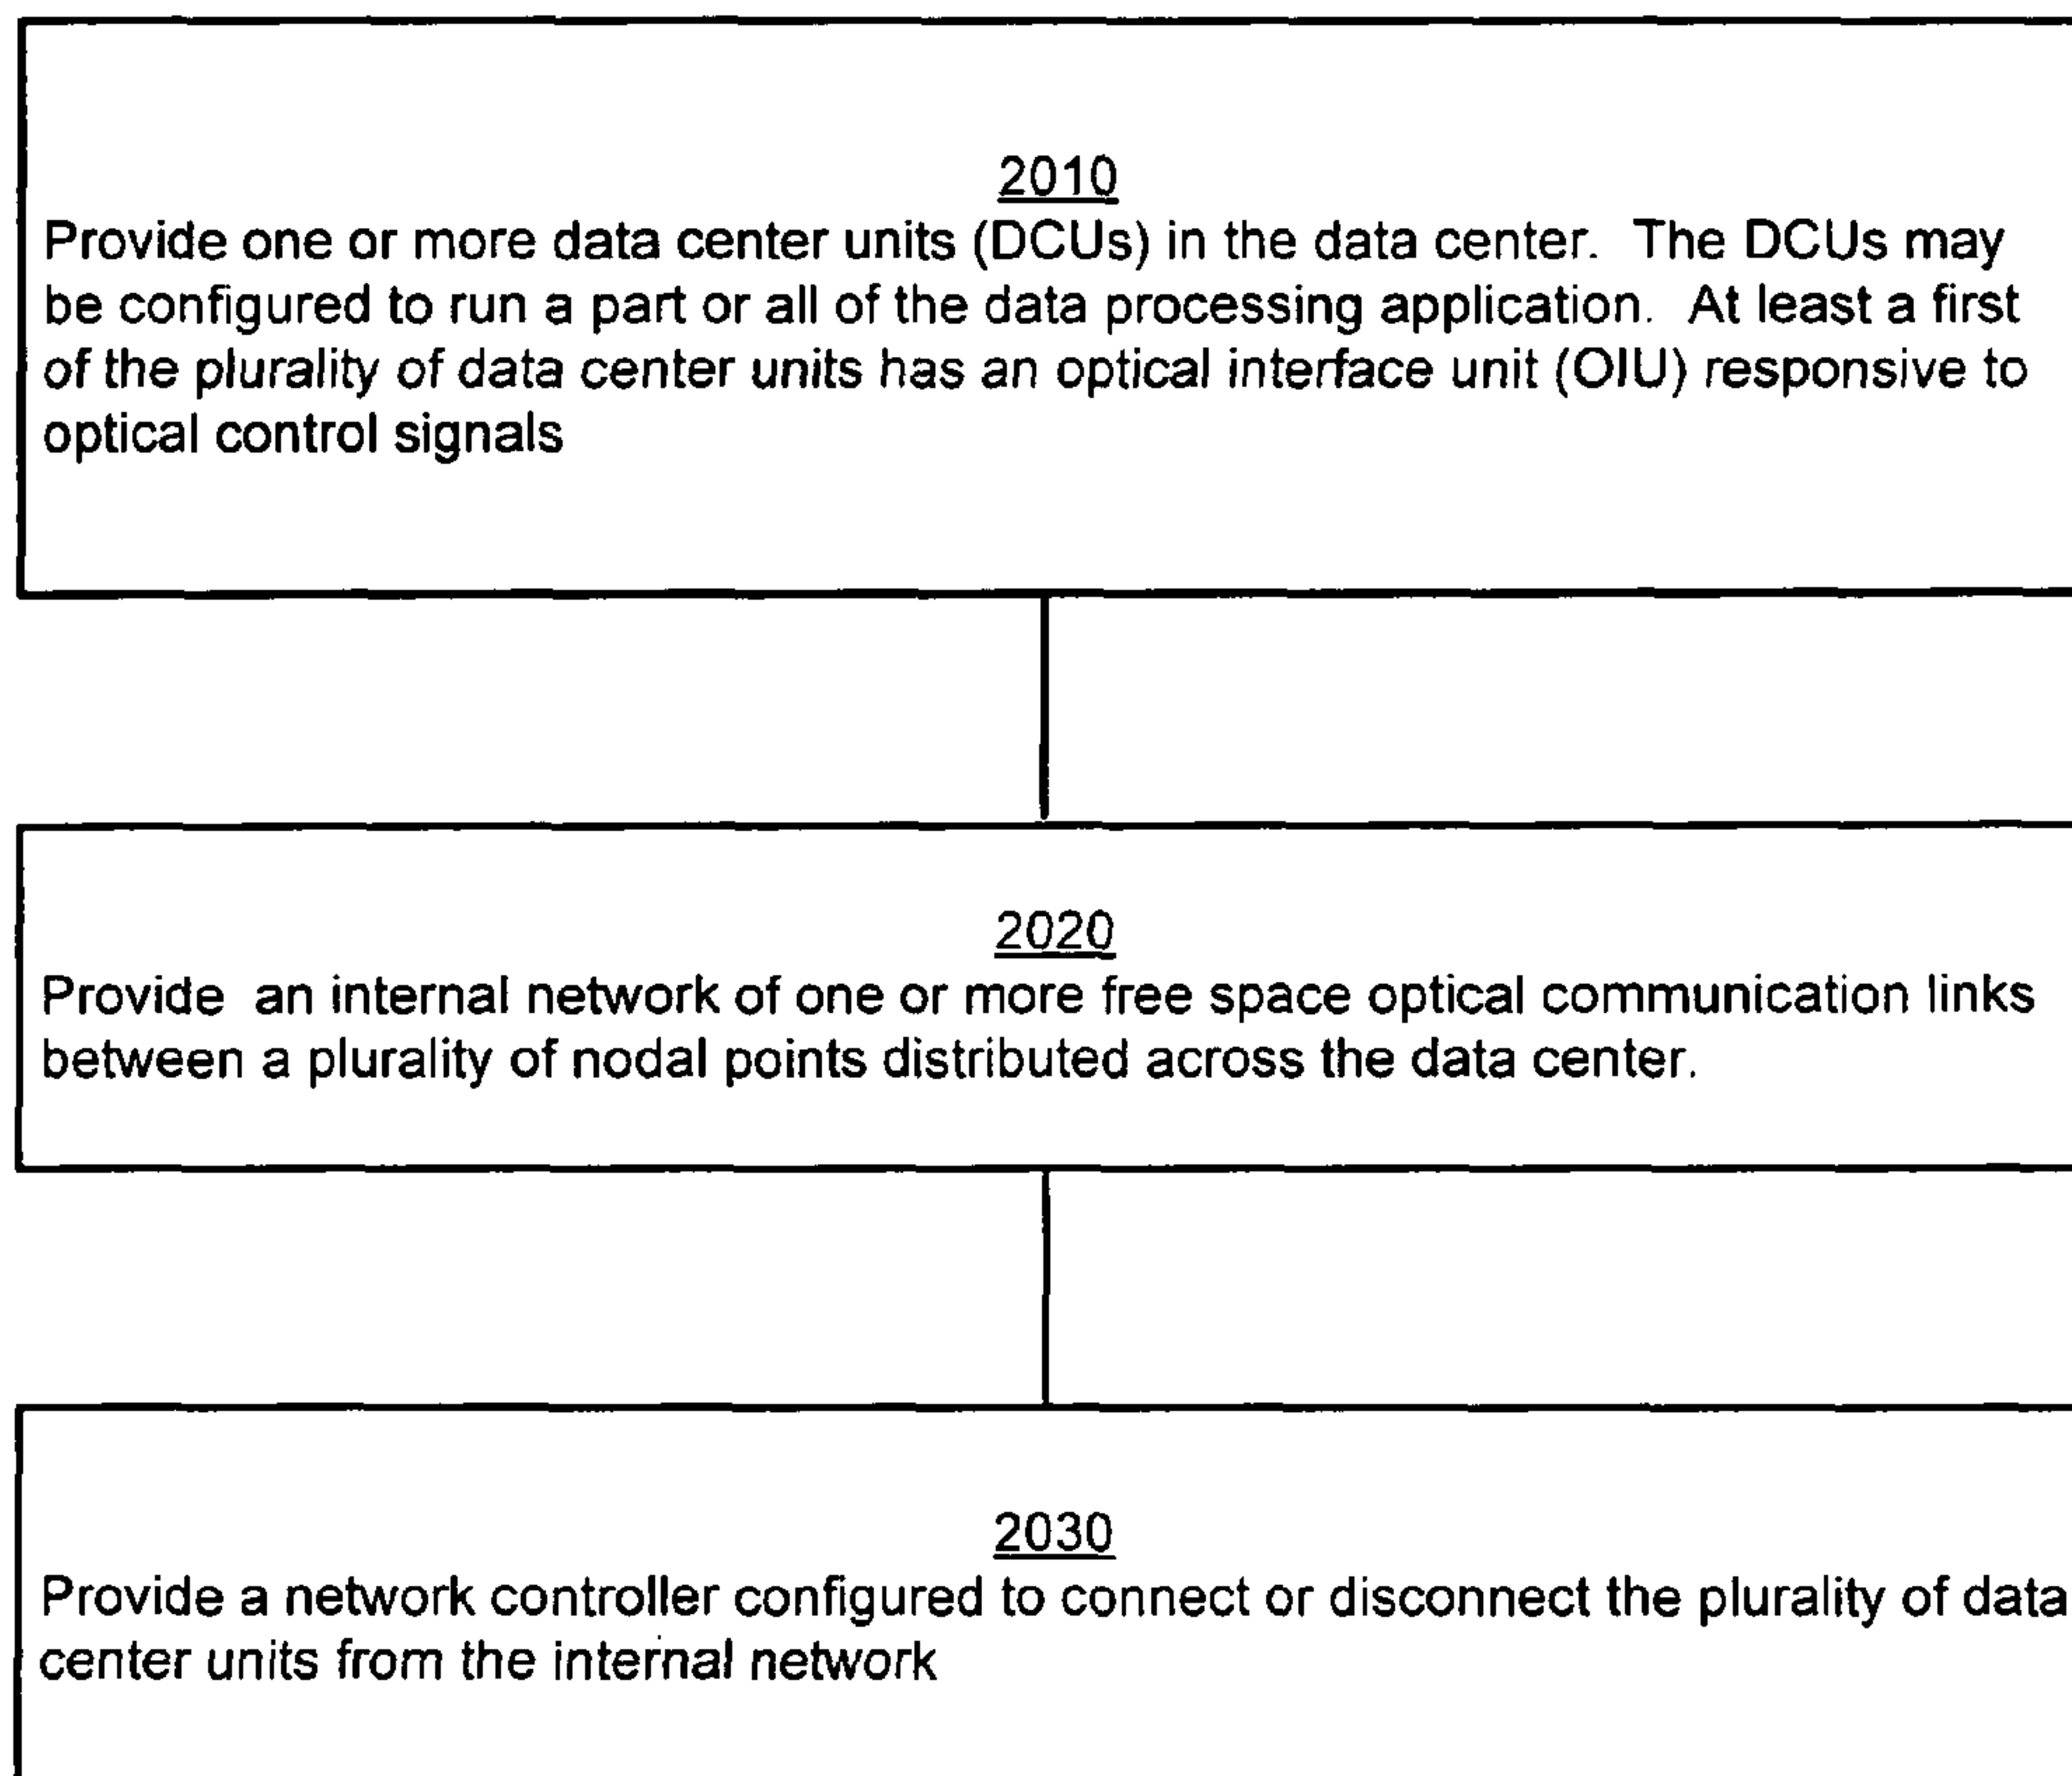 2010
Provide one or more data center units (DCUs) in the data center. The DCUs may
be configured to run a part or all of the data processing application. At least a first
of the plurality of data center units has an optical interface unit (OIU) responsive to
optical control signals
2020
Provide an internal network of one or more free space optical communication links
between a plurality of nodal points distributed across the data center.
2030
Provide a network controller configured to connect or disconnect the plurality of data
center units from the internal network